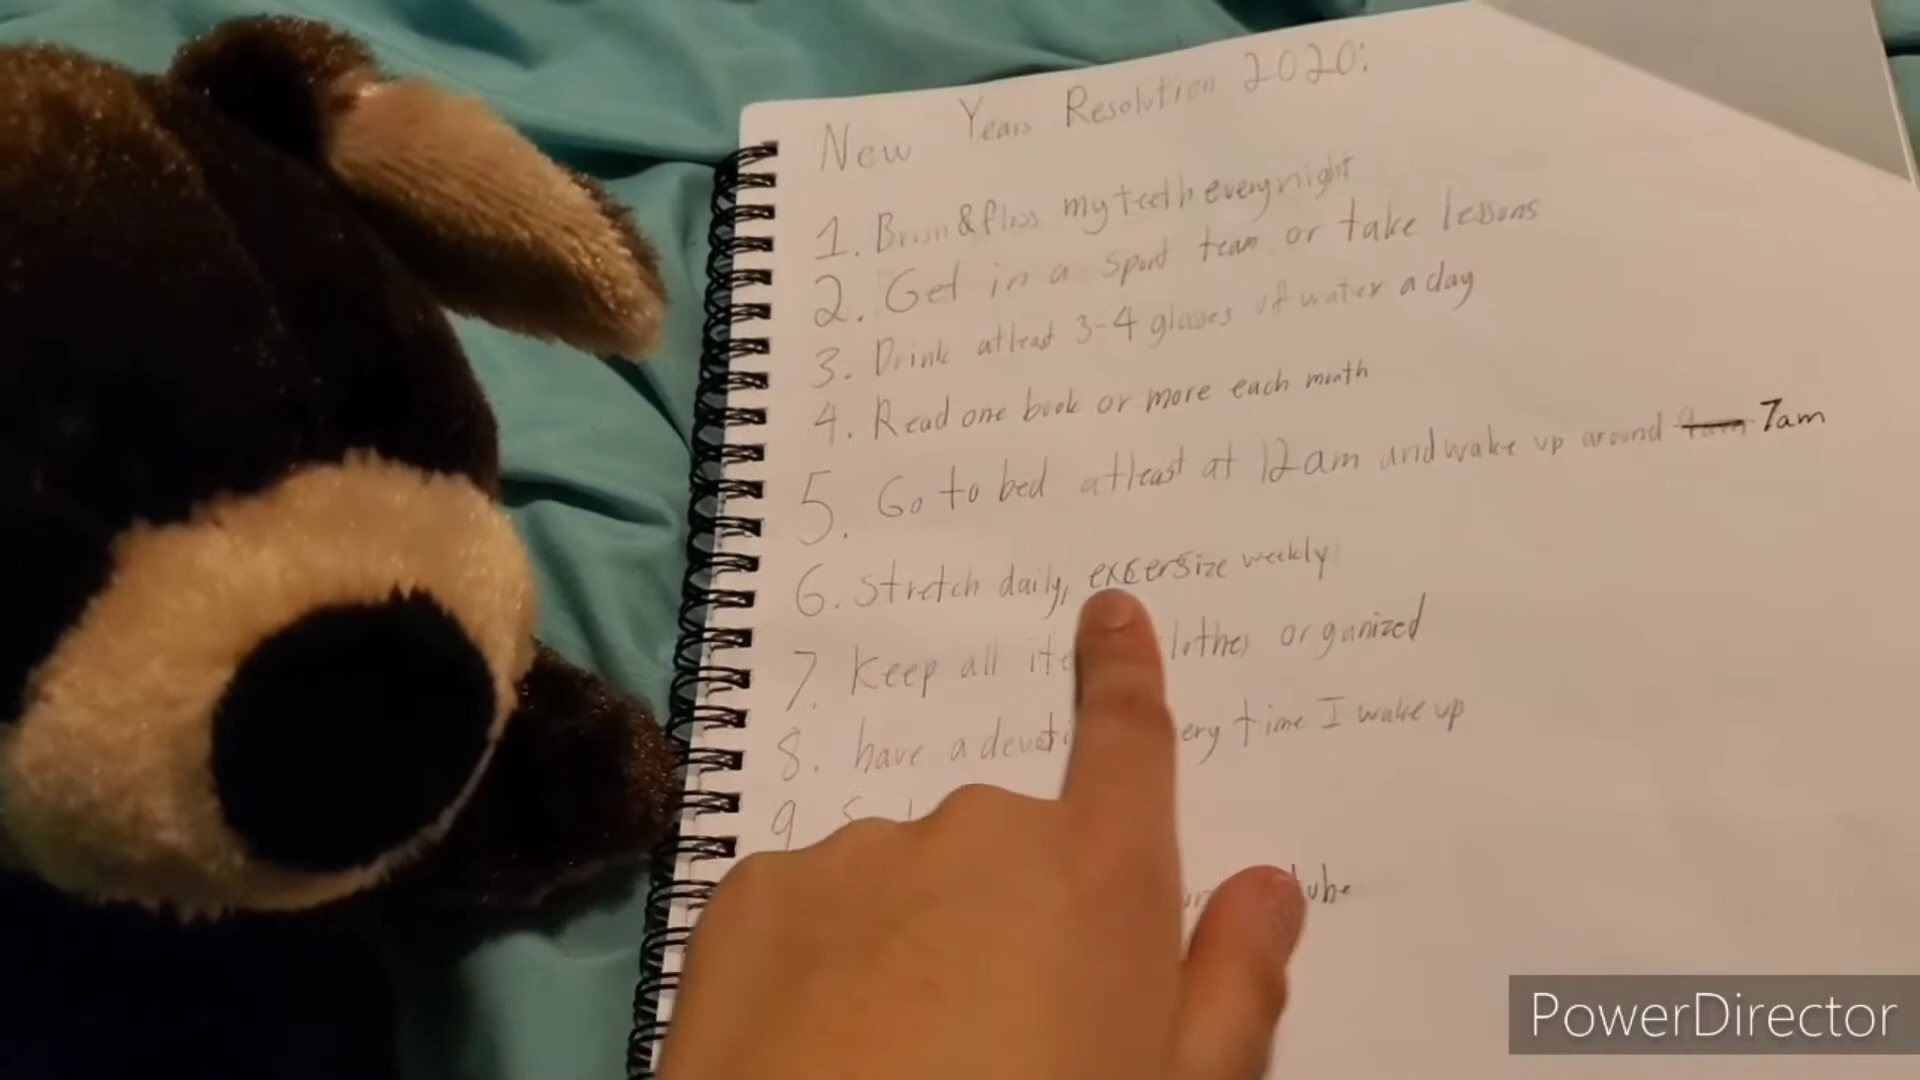 New Years Resolution 2020:
1. Brush & floss my teeth every night
2. Get in a sport team or take lessons
3. Drink atleast 3-4 glasses of water a day
4. Read one book or more each month
5. Go to bed atleast at 12am and wake up around 7am
6. Stretch daily, excersize weekly
7. Keep all organized
8. have a time I wake up
9
PowerDirector